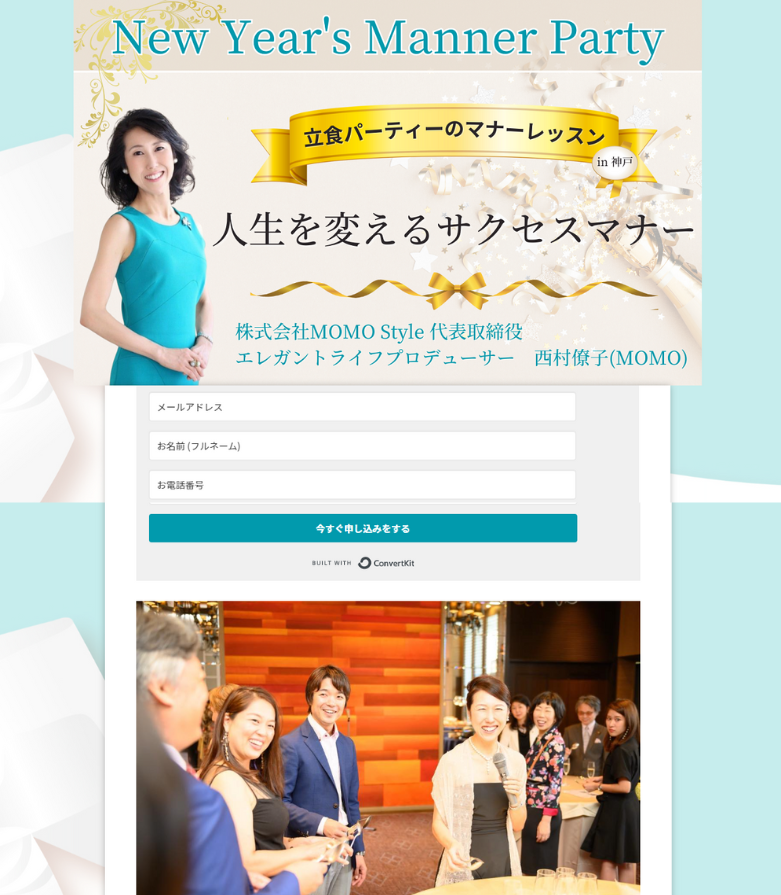 New Year's Manner Party
立食パーティーのマナーレッスン
in 神戸
人生を変えるサクセスマナー
株式会社MOMO Style 代表取締役
エレガントライフプロデューサー　西村僚子(MOMO)
メールアドレス
お名前 (フルネーム)
お電話番号
今すぐ申し込みをする
BUILT WITH ConvertKit